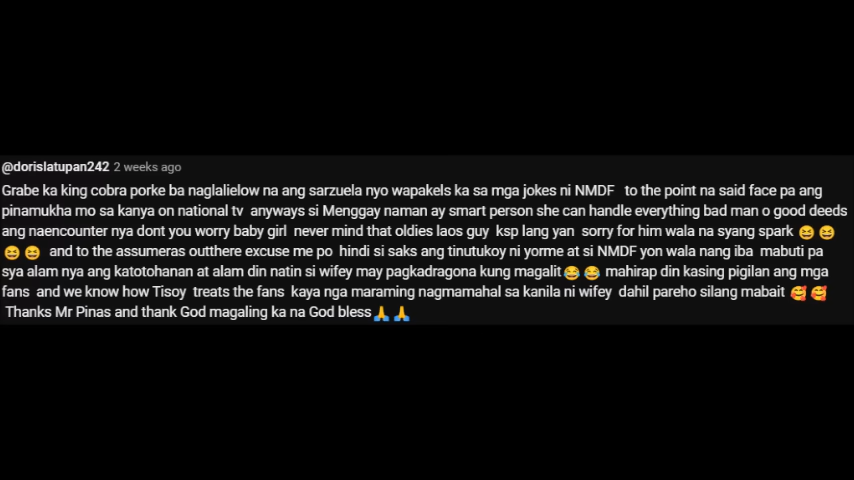 @dorislatupan242 2 weeks ago
Grabe ka king cobra porke ba naglalielow na ang sarzuela nyo wapakels ka sa mga jokes ni NMDF to the point na said face pa ang
pinamukha mo sa kanya on national tv anyways si Menggay naman ay smart person she can handle everything bad man o good deeds
ang naencounter nya dont you worry baby girl never mind that oldies laos guy ksp lang yan sorry for him wala na syang spark 😆 😆
😆 😆 and to the assumeras outthere excuse me po hindi si saks ang tinutukoy ni yorme at si NMDF yon wala nang iba mabuti pa
sya alam nya ang katotohanan at alam din natin si wifey may pagkadragona kung magalit😂 😂 mahirap din kasing pigilan ang mga
fans and we know how Tisoy treats the fans kaya nga maraming nagmamahal sa kanila ni wifey dahil pareho silang mabait 🥰 🥰
Thanks Mr Pinas and thank God magaling ka na God bless🙏 🙏